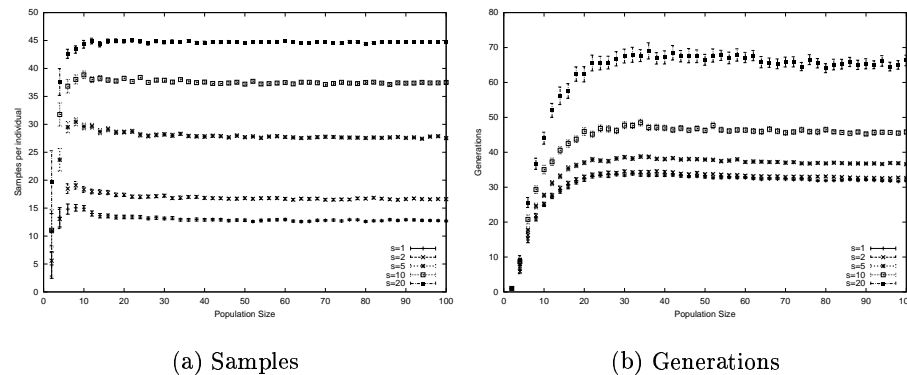 50
45
40
35
30
25
20
15
10
5
0
Samples per individual
0 10 20 30 40 50 60 70 80 90 100
Population Size
s=1
s=2
s=5
s=10
s=20
(a) Samples
80
70
60
50
40
30
20
10
0
Generations
0 10 20 30 40 50 60 70 80 90 100
Population Size
s=1
s=2
s=5
s=10
s=20
(b) Generations